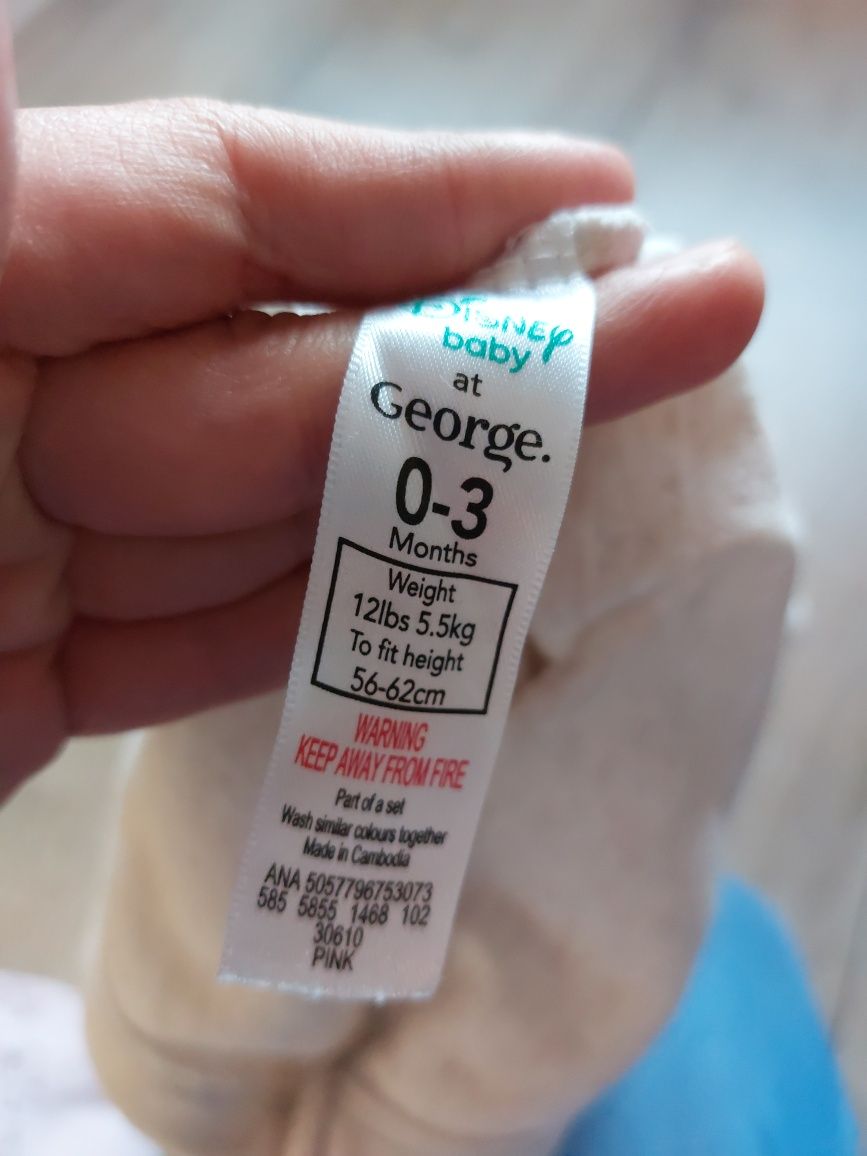 Disney
baby
at
George.
0-3
Months
Weight
12lbs 5.5kg
To fit height
56-62cm
WARNING
KEEP AWAY FROM FIRE
Part of a set
Wash similar colours together
Made in Cambodia
ANA 5057796753073
585 5855 1468 102
30610
PINK